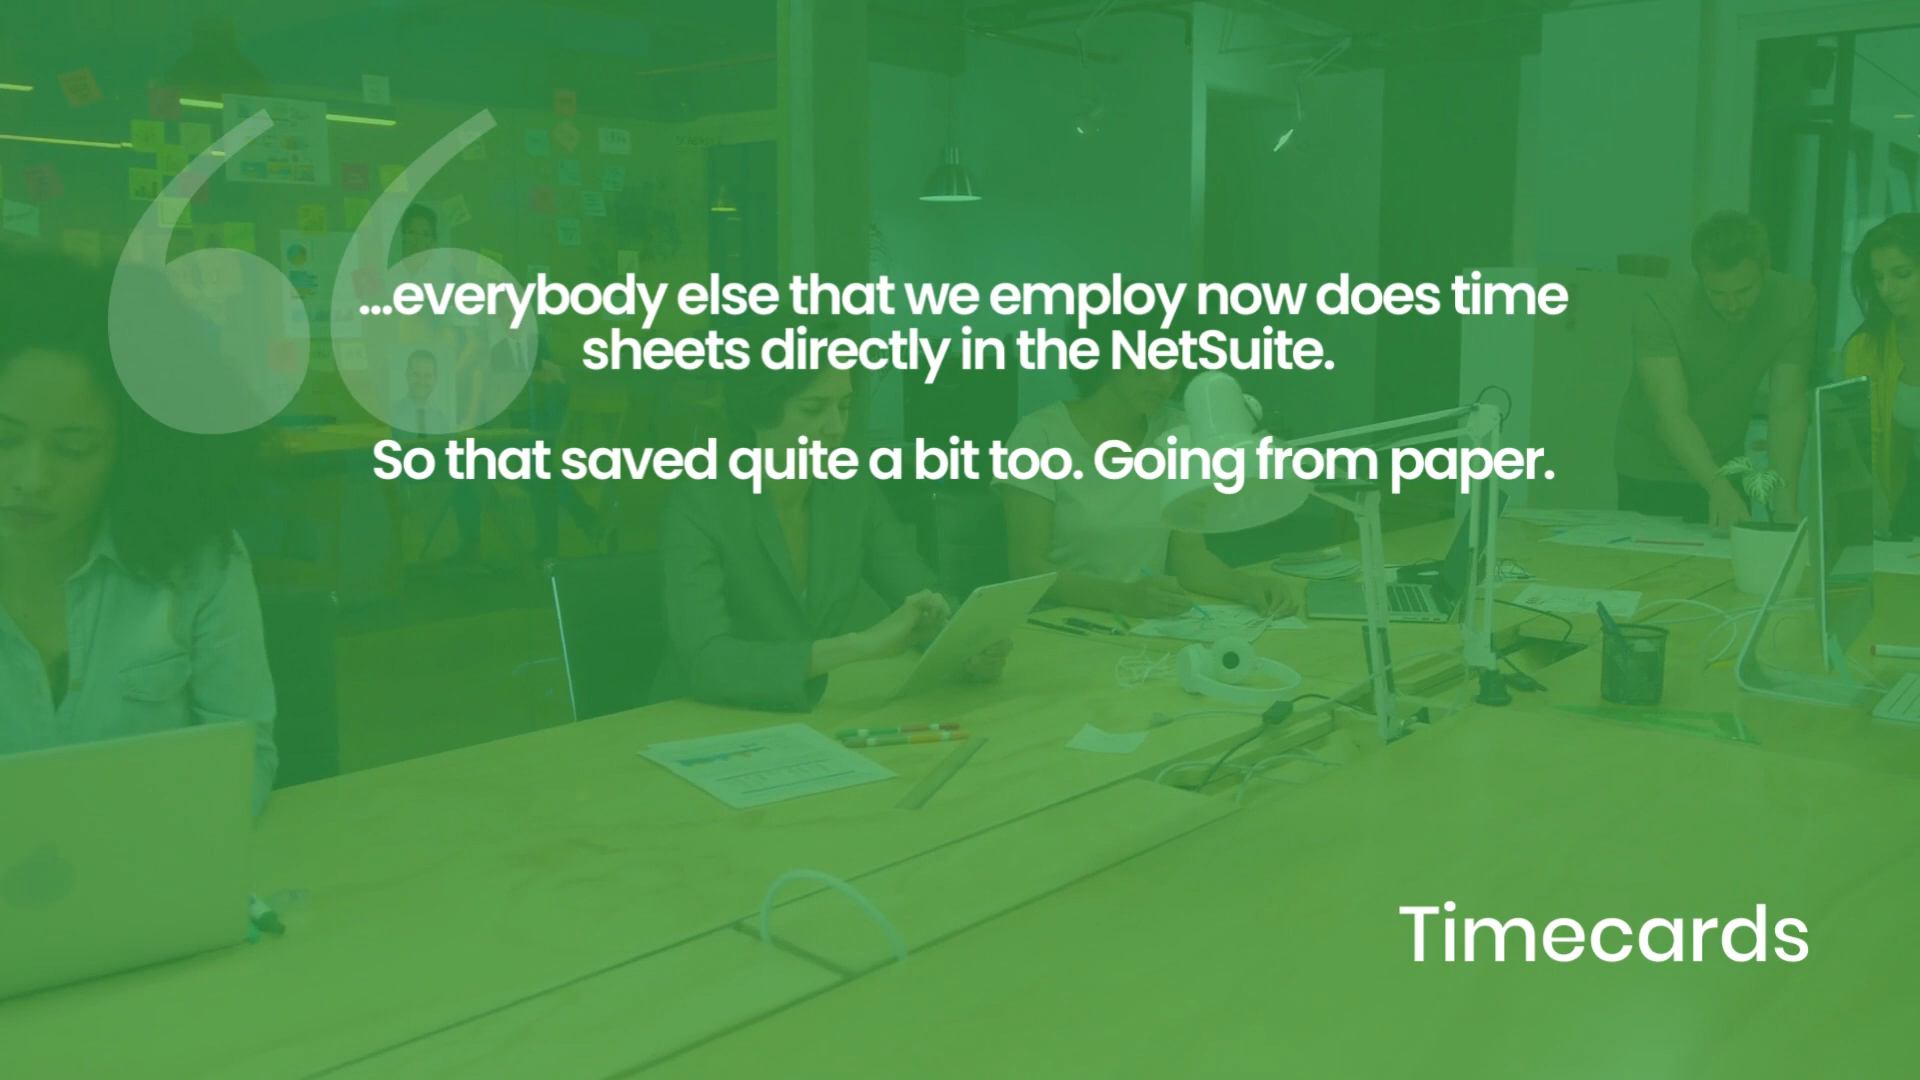 ...everybody else that we employ now does time
sheets directly in the NetSuite.
So that saved quite a bit too. Going from paper.
Timecards